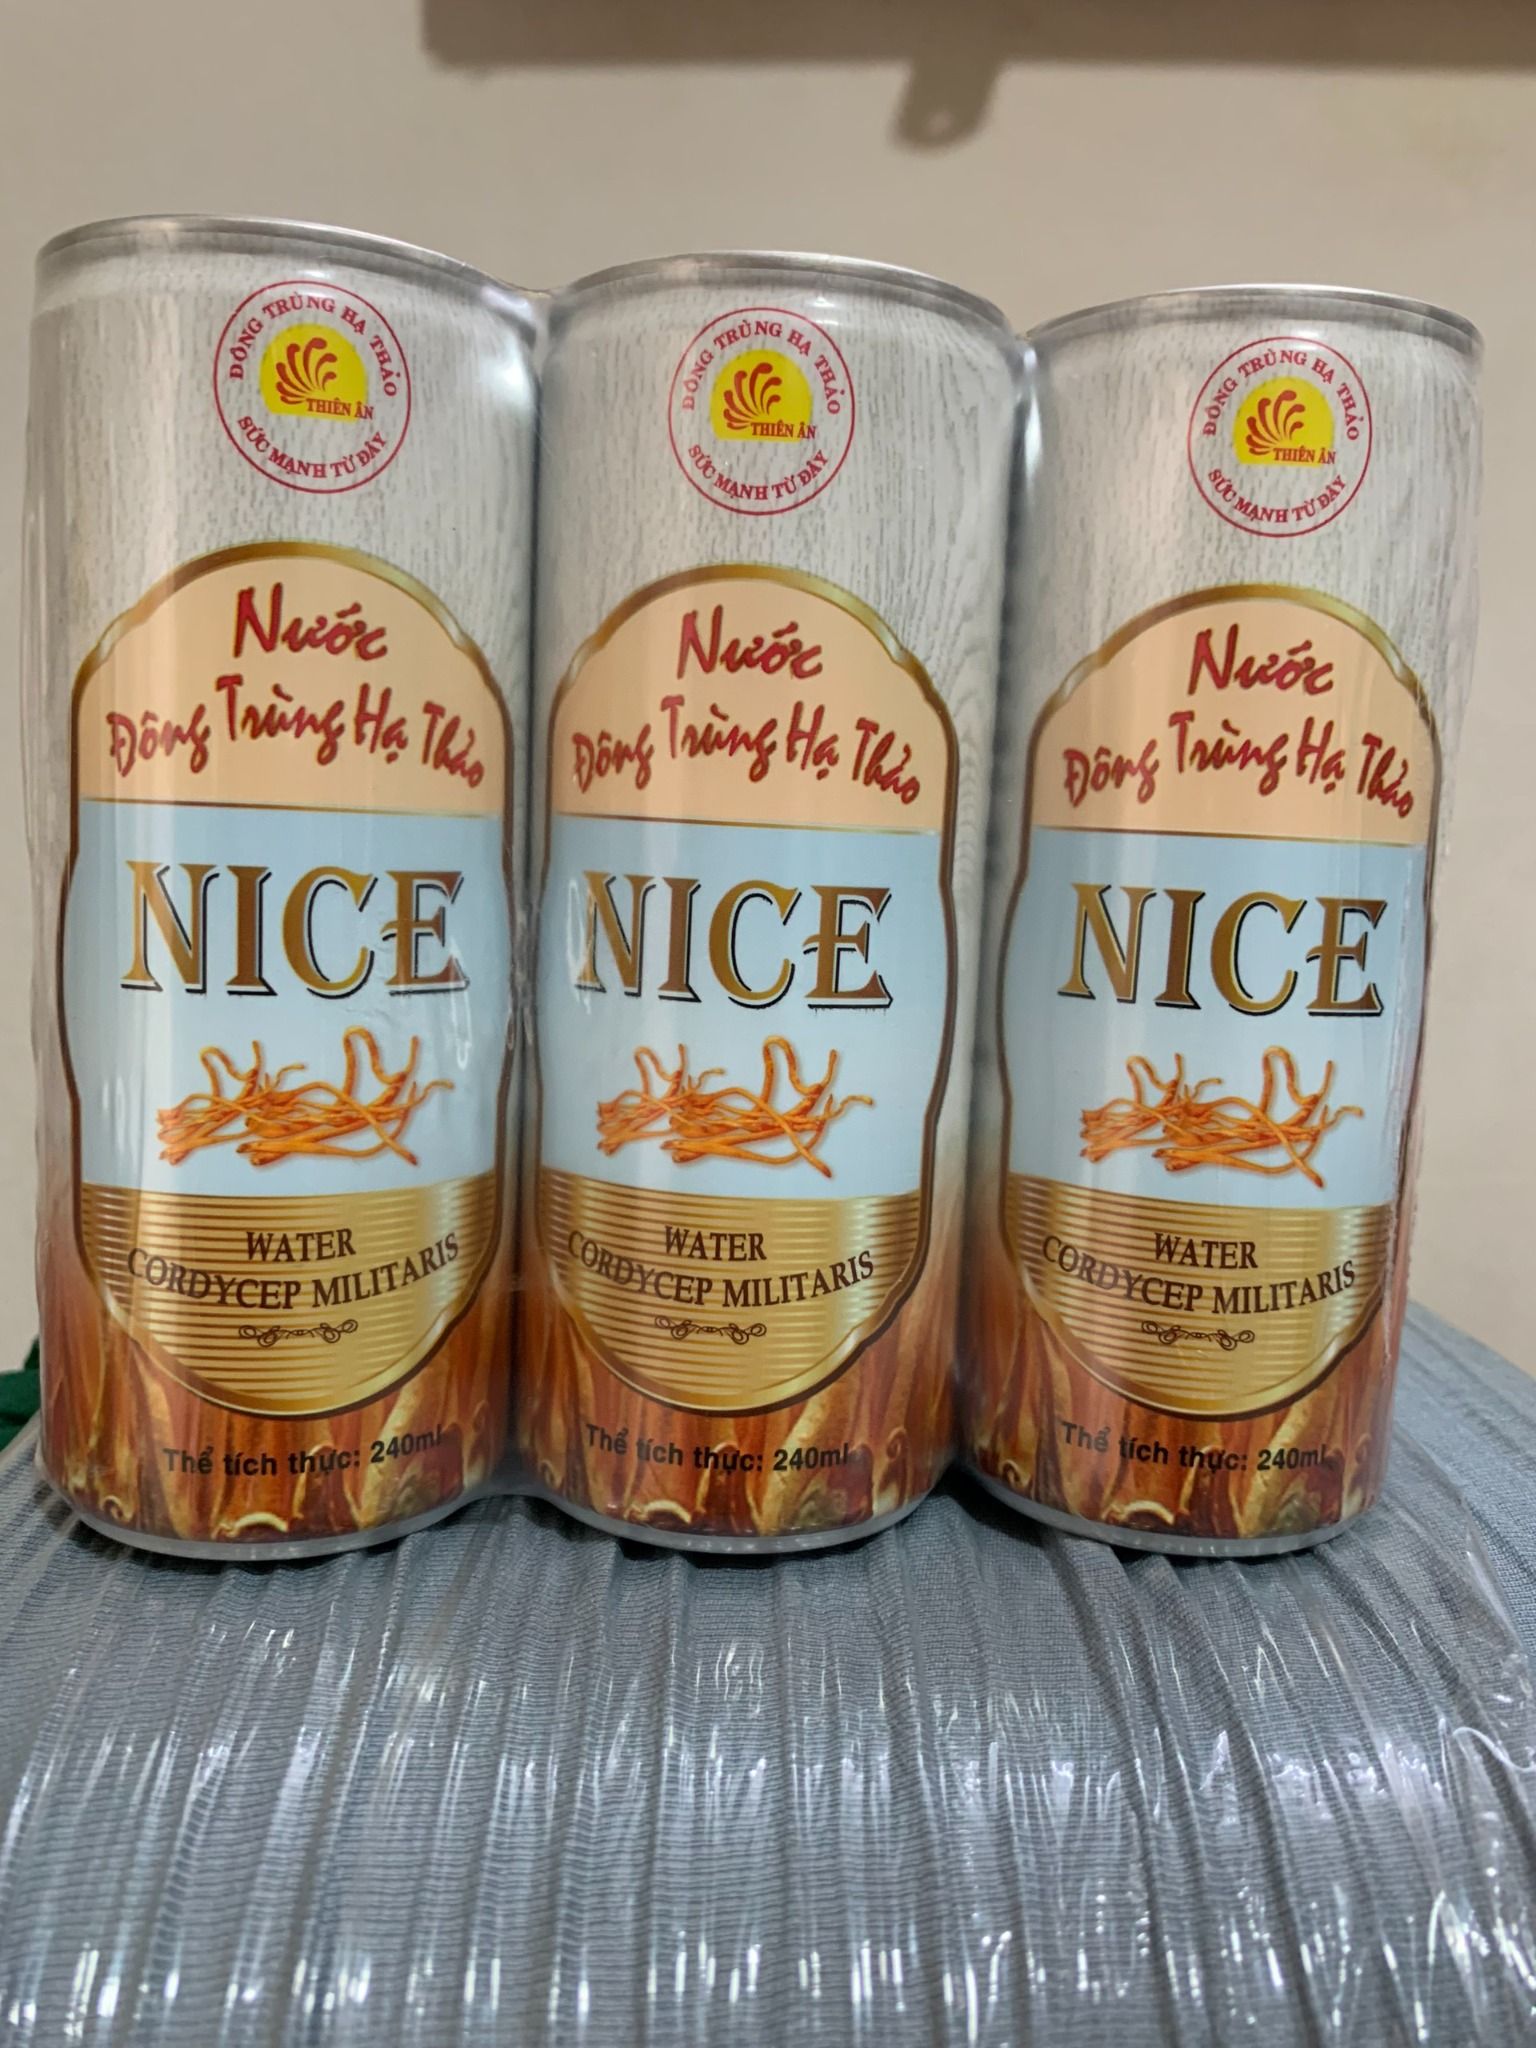 ĐÔNG TRÙNG HẠ THẢO
THIÊN ÂN
SỨC MẠNH TỪ ĐÂY
Nước
Đông Trùng Hạ Thảo
NICE
WATER
CORDYCEP MILITARIS
Thể tích thực: 240ml
ĐÔNG TRÙNG HẠ THẢO
THIÊN ÂN
SỨC MẠNH TỪ ĐÂY
Nước
Đông Trùng Hạ Thảo
NICE
WATER
CORDYCEP MILITARIS
Thể tích thực: 240ml
ĐÔNG TRÙNG HẠ THẢO
THIÊN ÂN
SỨC MẠNH TỪ ĐÂY
Nước
Đông Trùng Hạ Thảo
NICE
WATER
CORDYCEP MILITARIS
Thể tích thực: 240ml